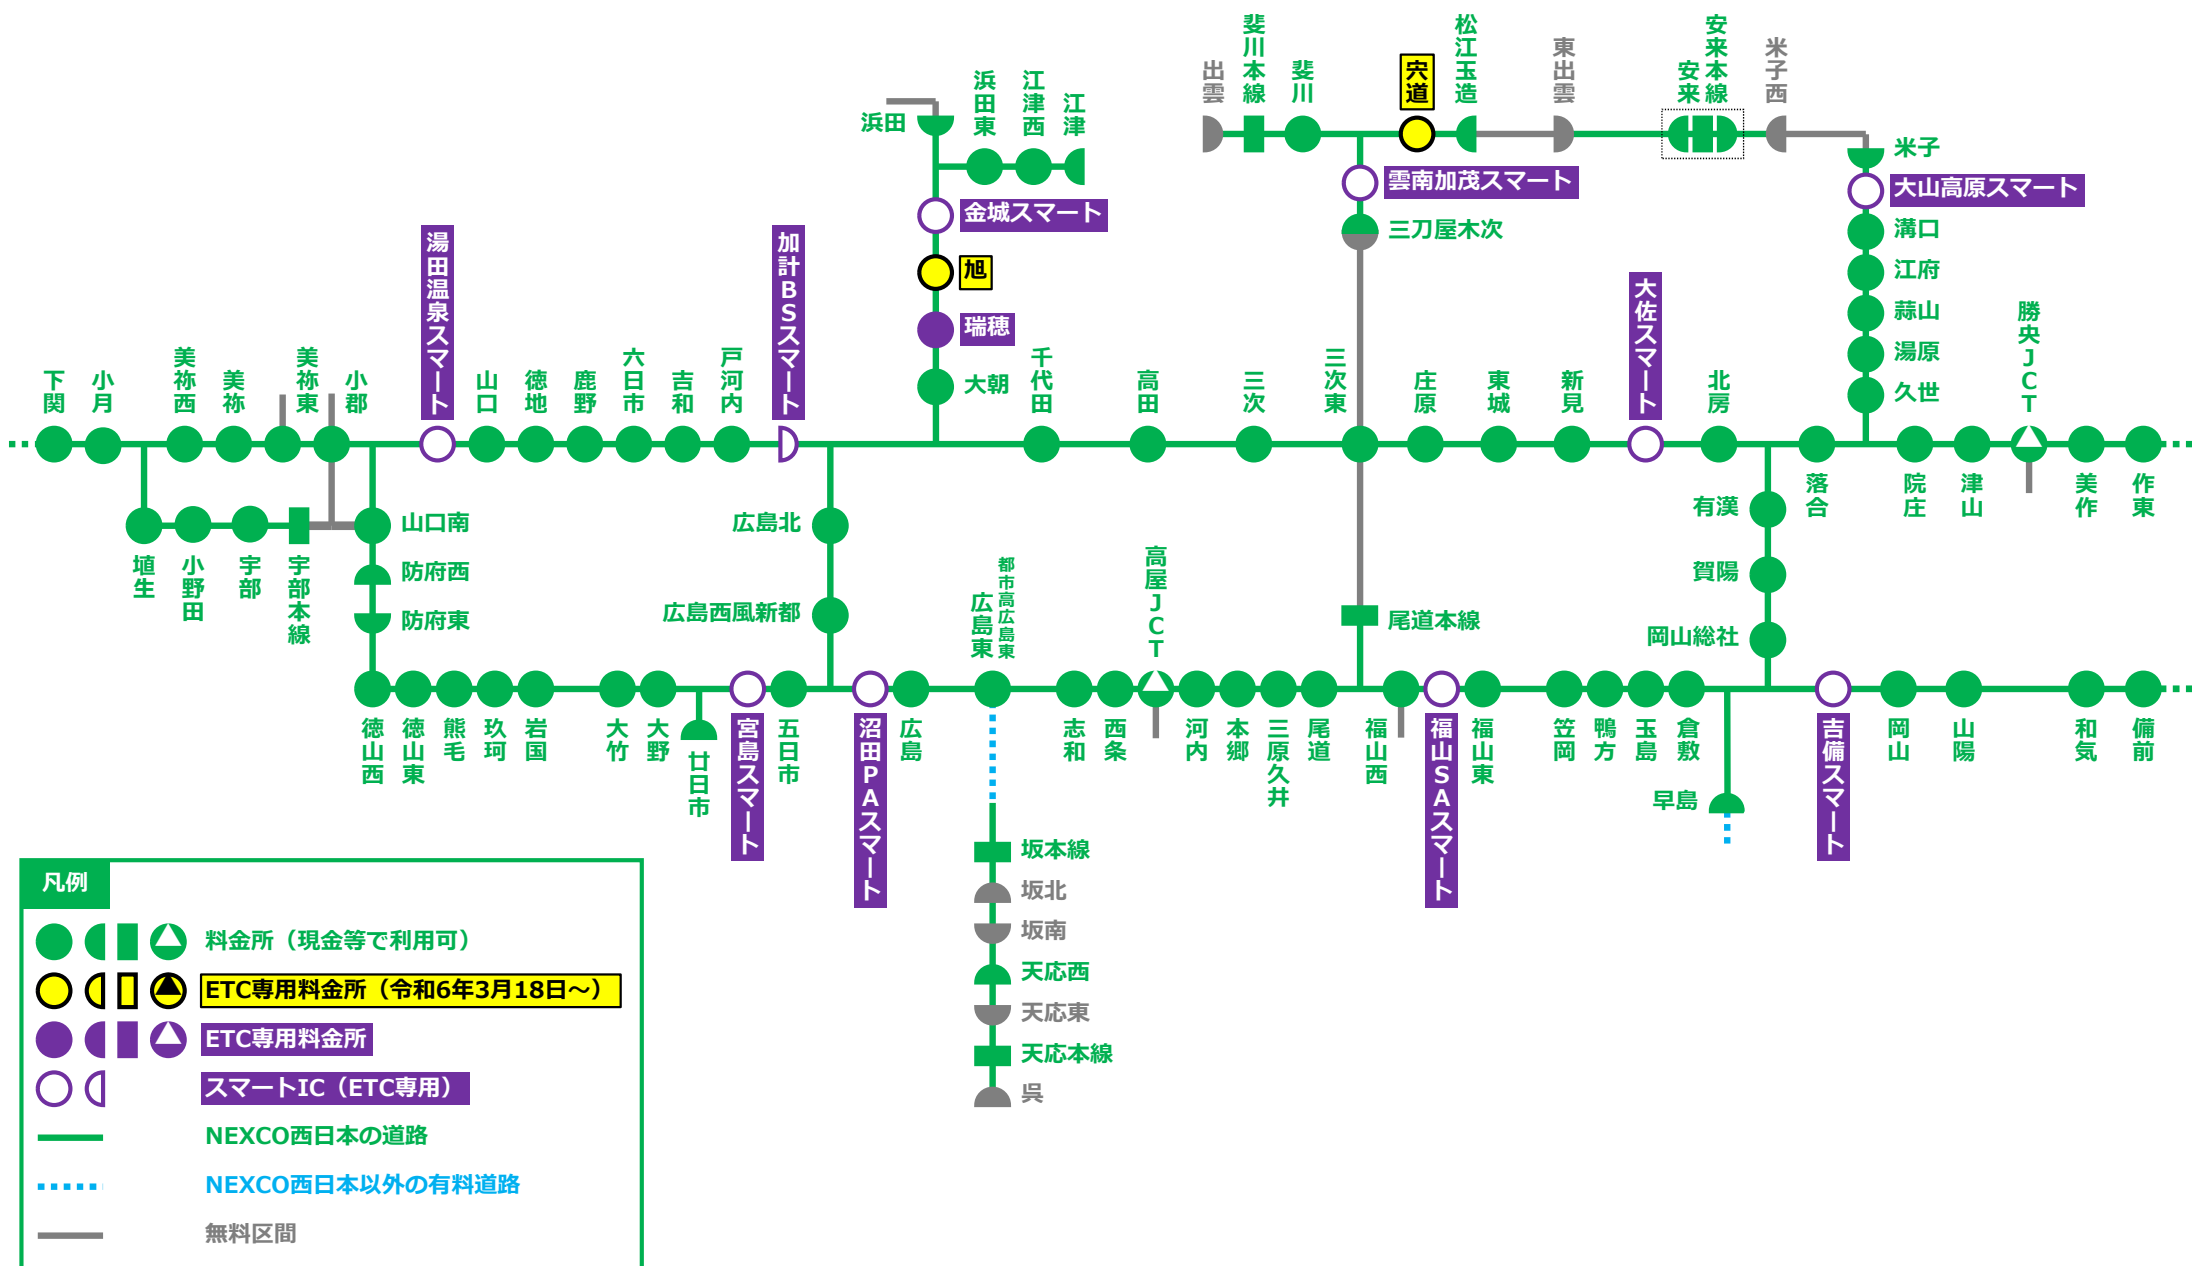 斐川本線
松江玉造
東出雲
安来本線
米子西
出雲
斐川
宍道
安来
浜田
浜田東
江津西
江津
米子
雲南加茂スマート
大山高原スマート
金城スマート
三刀屋木次
溝口
湯田温泉スマート
加計BSスマート
旭
江府
大佐スマート
蒜山
勝央JCT
瑞穂
湯原
下関
小月
美祢西
美祢
美祢東
小郡
山口
徳地
鹿野
六日市
吉和
戸河内
大朝
千代田
高田
三次
三次東
庄原
東城
新見
北房
久世
落合
院庄
津山
美作
作東
山口南
広島北
有漢
埴生
小野田
宇部
宇部本線
防府西
防府東
広島西風新都
広島東
都市高広島東
高屋JCT
尾道本線
賀陽
岡山総社
徳山西
徳山東
熊毛
玖珂
岩国
大竹
大野
廿日市
宮島スマート
五日市
沼田PAスマート
広島
志和
西条
河内
本郷
三原久井
尾道
福山西
福山SAスマート
福山東
笠岡
鴨方
玉島
倉敷
早島
吉備スマート
岡山
山陽
和気
備前
坂本線
坂北
坂南
天応西
天応東
天応本線
呉
凡例
料金所（現金等で利用可）
ETC専用料金所（令和6年3月18日～）
ETC専用料金所
スマートIC（ETC専用）
NEXCO西日本の道路
NEXCO西日本以外の有料道路
無料区間